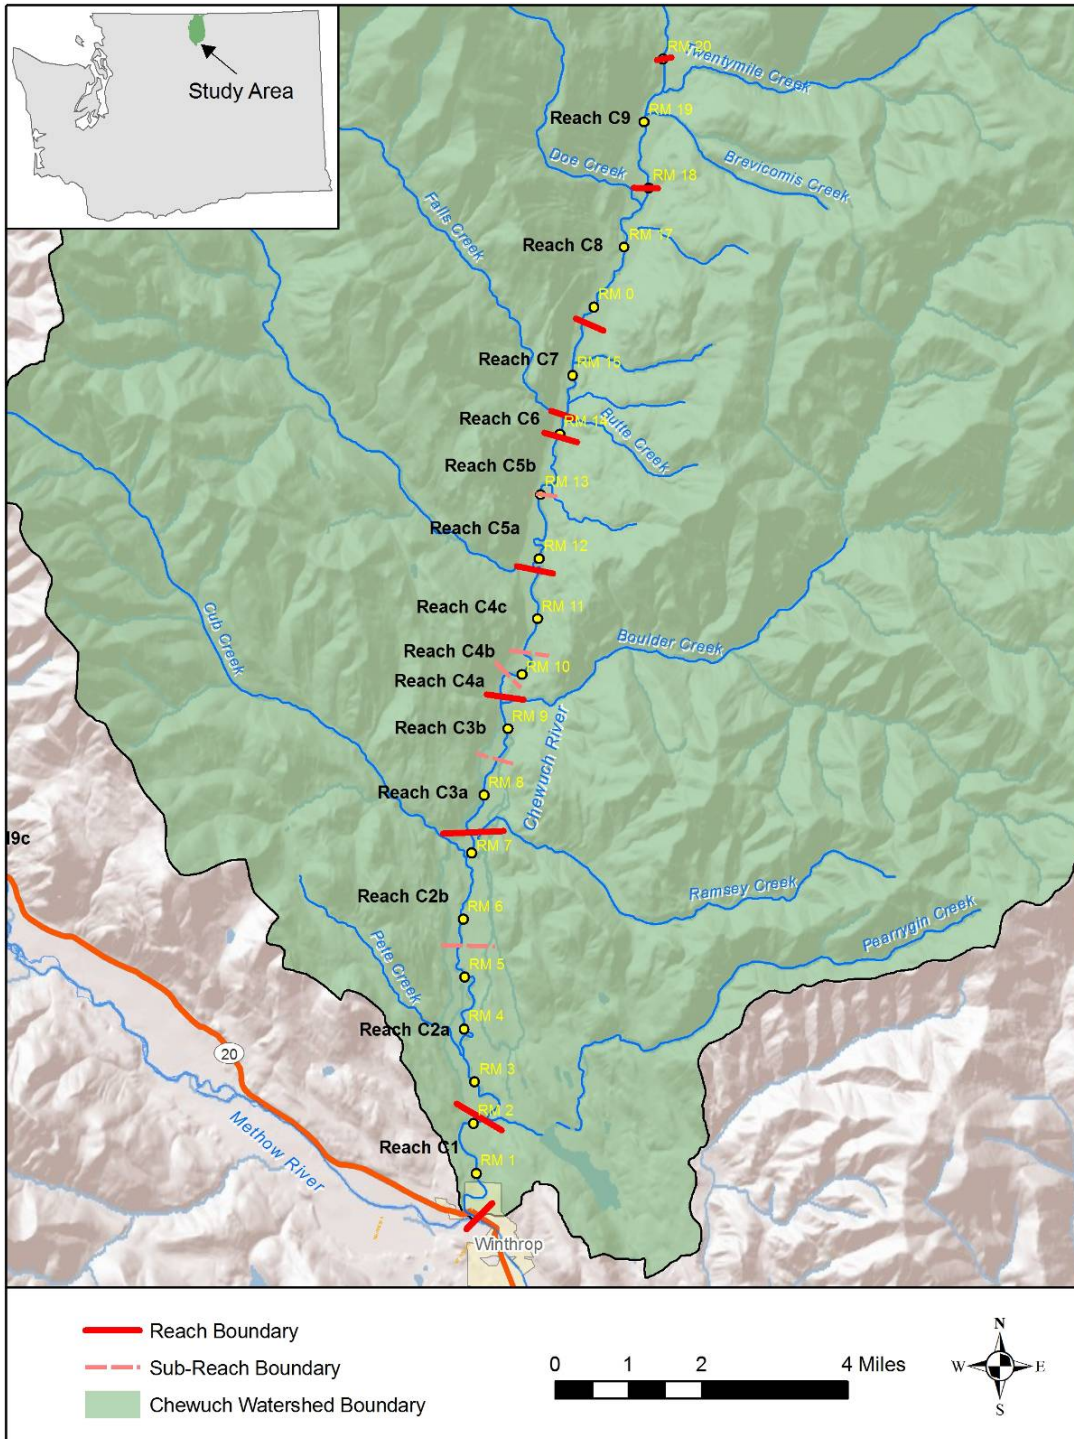 Study Area
RM 20
Twentymile Creek
Reach C9
RM 19
Doe Creek
Brevicomis Creek
RM 18
Falls Creek
Reach C8
RM 17
RM 0
Reach C7
RM 15
Reach C6
RM 14
Butte Creek
Reach C5b
RM 13
Reach C5a
RM 12
Reach C4c
RM 11
Cub Creek
Boulder Creek
Reach C4b
RM 10
Reach C4a
Reach C3b
RM 9
Chewuch River
Reach C3a
RM 8
l9c
RM 7
Ramsey Creek
Reach C2b
RM 6
Pearrygin Creek
Pete Creek
RM 5
Reach C2a
RM 4
20
RM 3
RM 2
Methow River
Reach C1
RM 1
Winthrop
Reach Boundary
Sub-Reach Boundary
Chewuch Watershed Boundary
0 1 2 4 Miles
N
W E
S